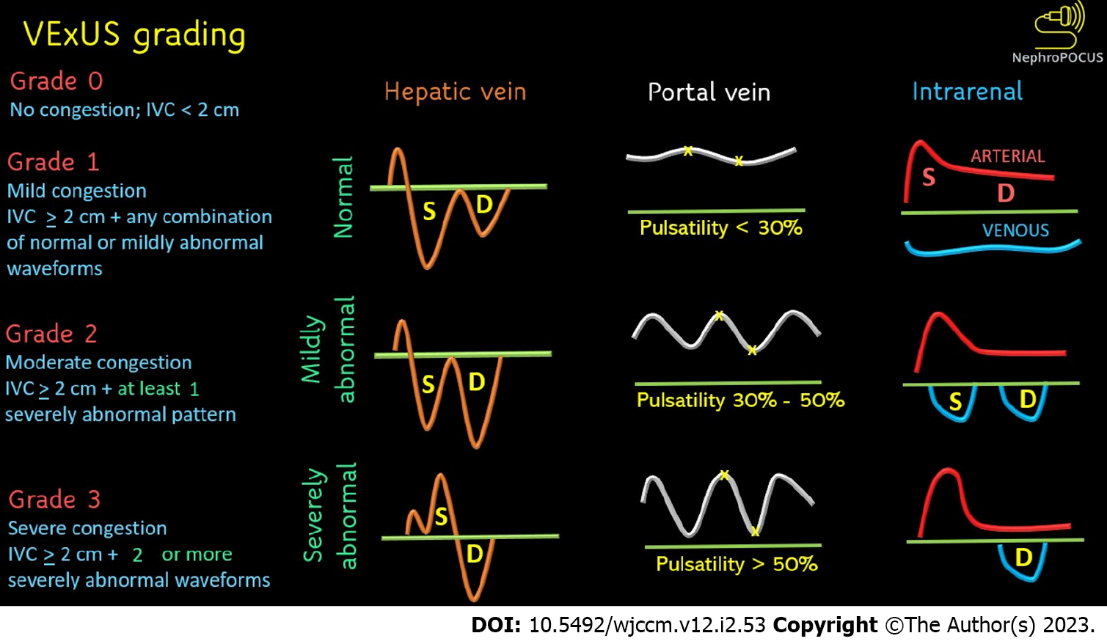 VExUS grading
NephroPOCUS
Grade 0
No congestion; IVC < 2 cm
Grade 1
Mild congestion
IVC ≥ 2 cm + any combination
of normal or mildly abnormal
waveforms
Grade 2
Moderate congestion
IVC ≥ 2 cm + at least 1
severely abnormal pattern
Grade 3
Severe congestion
IVC ≥ 2 cm + 2 or more
severely abnormal waveforms
Hepatic vein
Portal vein
Intrarenal
Normal
S
D
Pulsatility < 30%
ARTERIAL
S
D
VENOUS
Mildly
abnormal
S
D
Pulsatility 30% - 50%
S
D
Severely
abnormal
S
D
Pulsatility > 50%
D
DOI: 10.5492/wjccm.v12.i2.53 Copyright ©The Author(s) 2023.